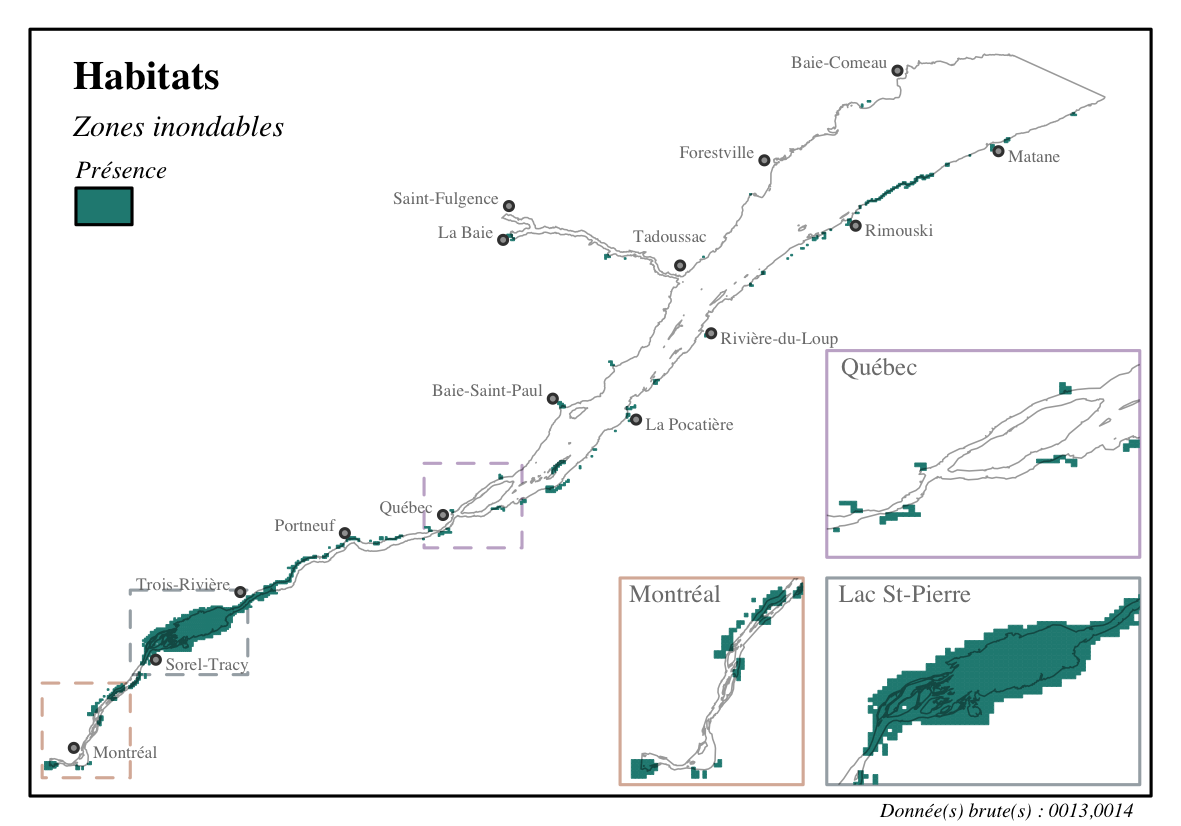 Habitats
Zones inondables
Présence
Baie-Comeau
Forestville
Matane
Saint-Fulgence
La Baie
Tadoussac
Rimouski
Rivière-du-Loup
Baie-Saint-Paul
La Pocatière
Québec
Portneuf
Trois-Rivière
Sorel-Tracy
Montréal
Québec
Montréal
Lac St-Pierre
Donnée(s) brute(s) : 0013,0014